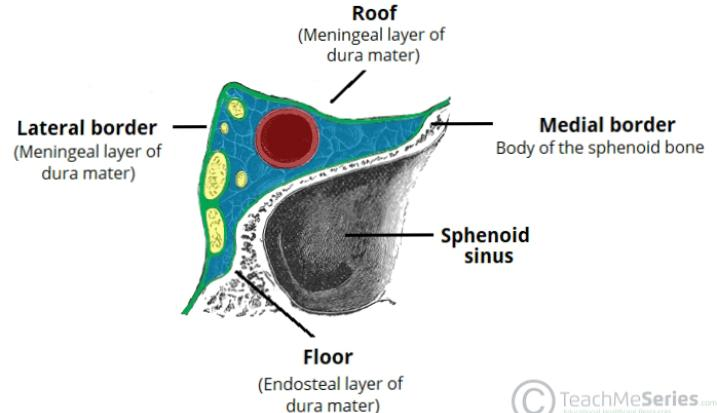 Roof
(Meningeal layer of
dura mater)
Lateral border
(Meningeal layer of
dura mater)
Medial border
Body of the sphenoid bone
Sphenoid
sinus
Floor
(Endosteal layer of
dura mater)
© TeachMeSeries.com